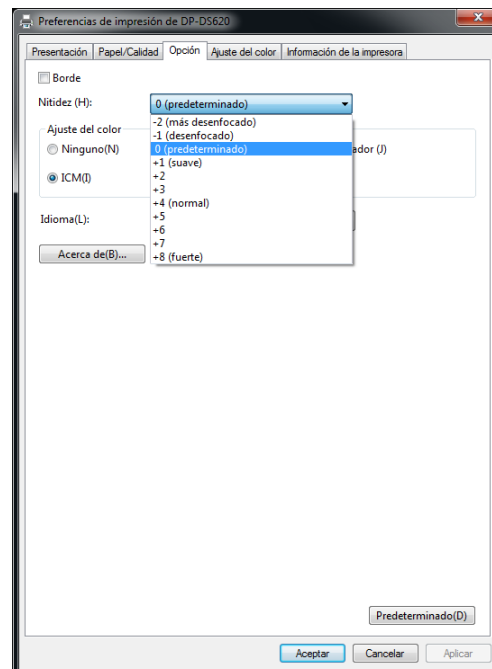 Preferencias de impresión de DP-DS620
Presentación Papel/Calidad Opción Ajuste del color Información de la impresora
Borde
Nitidez (H): 0 (predeterminado)
-2 (más desenfocado)
-1 (desenfocado)
0 (predeterminado)
+1 (suave)
+2
+3
+4 (normal)
+5
+6
+7
+8 (fuerte)
Ajuste del color
Ninguno(N) ador (J)
ICM(I)
Idioma(L):
Acerca de(B)...
Predeterminado(D)
Aceptar Cancelar Aplicar